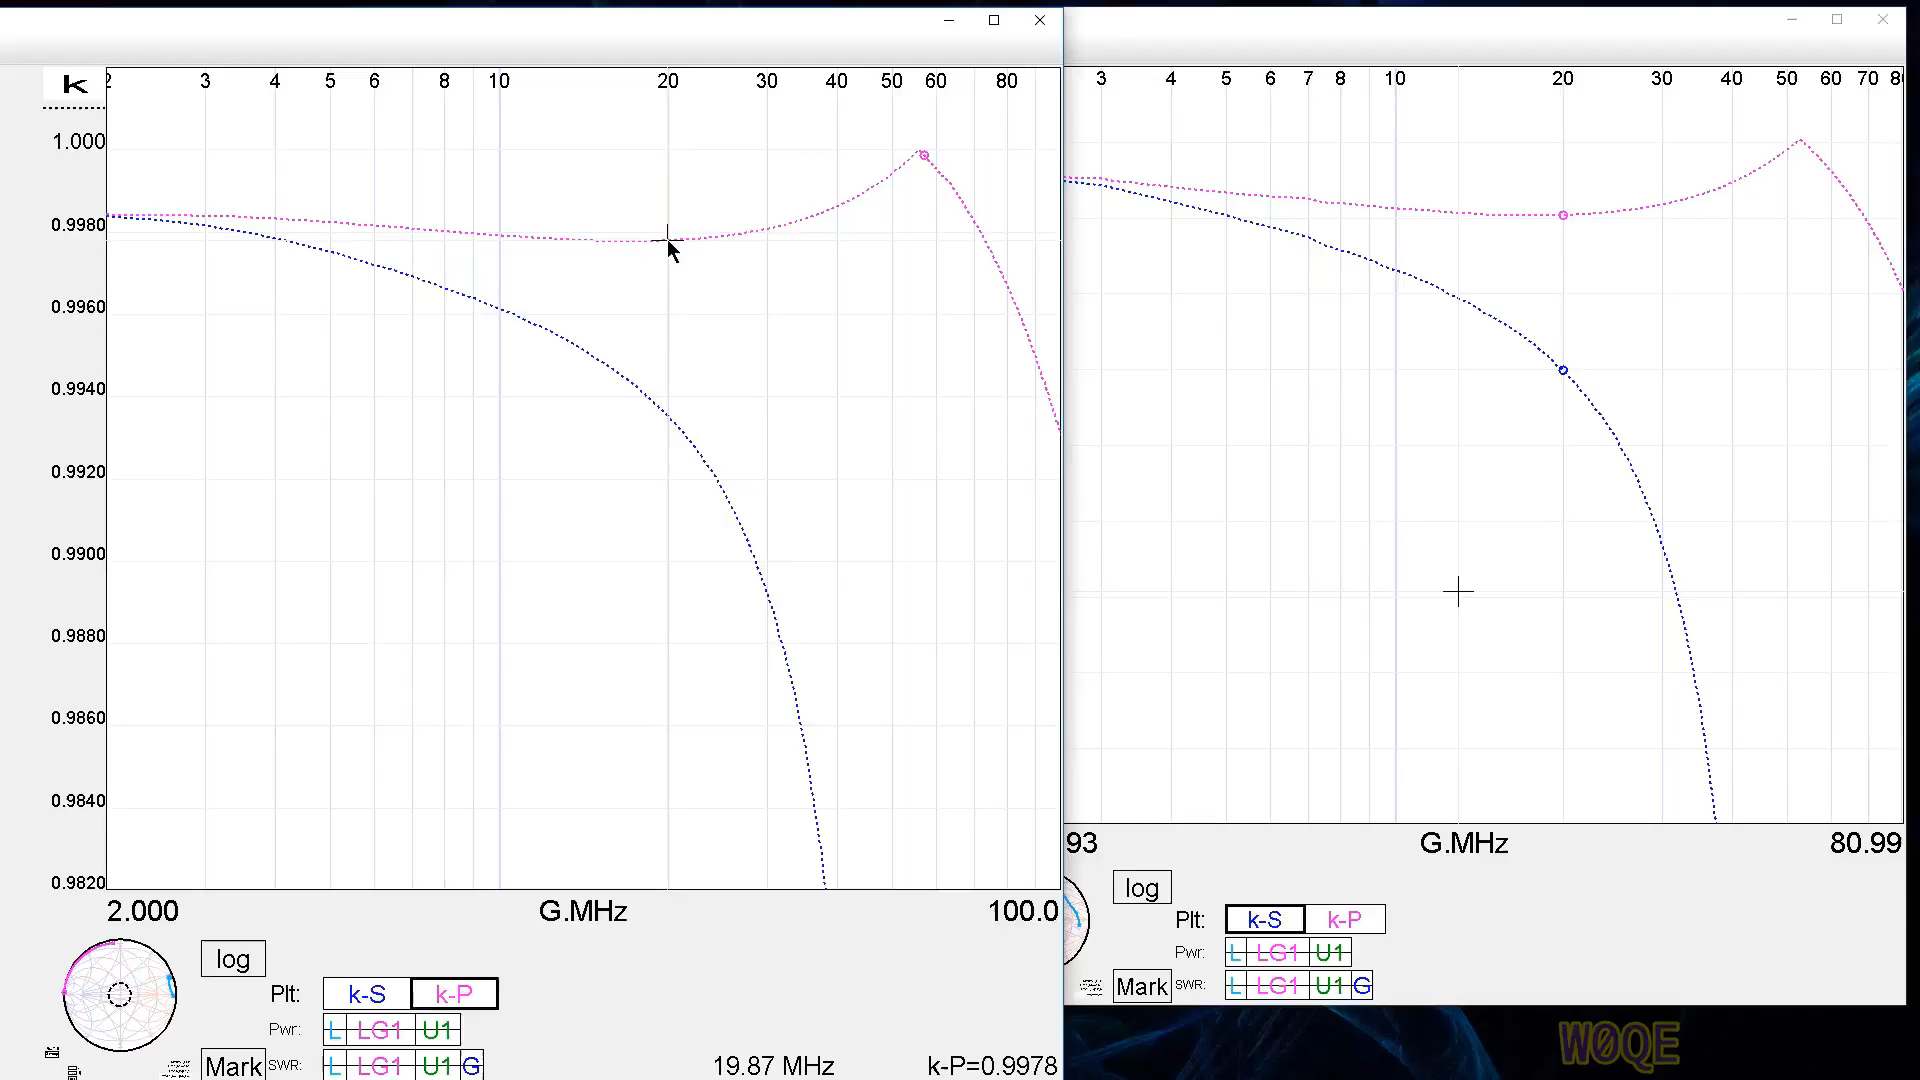 k
2 3 4 5 6 8 10 20 30 40 50 60 80
1.000
0.9980
0.9960
0.9940
0.9920
0.9900
0.9880
0.9860
0.9840
0.9820
2.000 G.MHz 100.0
log
Plt: k-S k-P
Pwr: L LG1 U1
Mark SWR: L LG1 U1 G
19.87 MHz k-P=0.9978
3 4 5 6 7 8 10 20 30 40 50 60 70 8
93 G.MHz 80.99
log
Plt: k-S k-P
Pwr: L LG1 U1
Mark SWR: L LG1 U1 G
WØQE